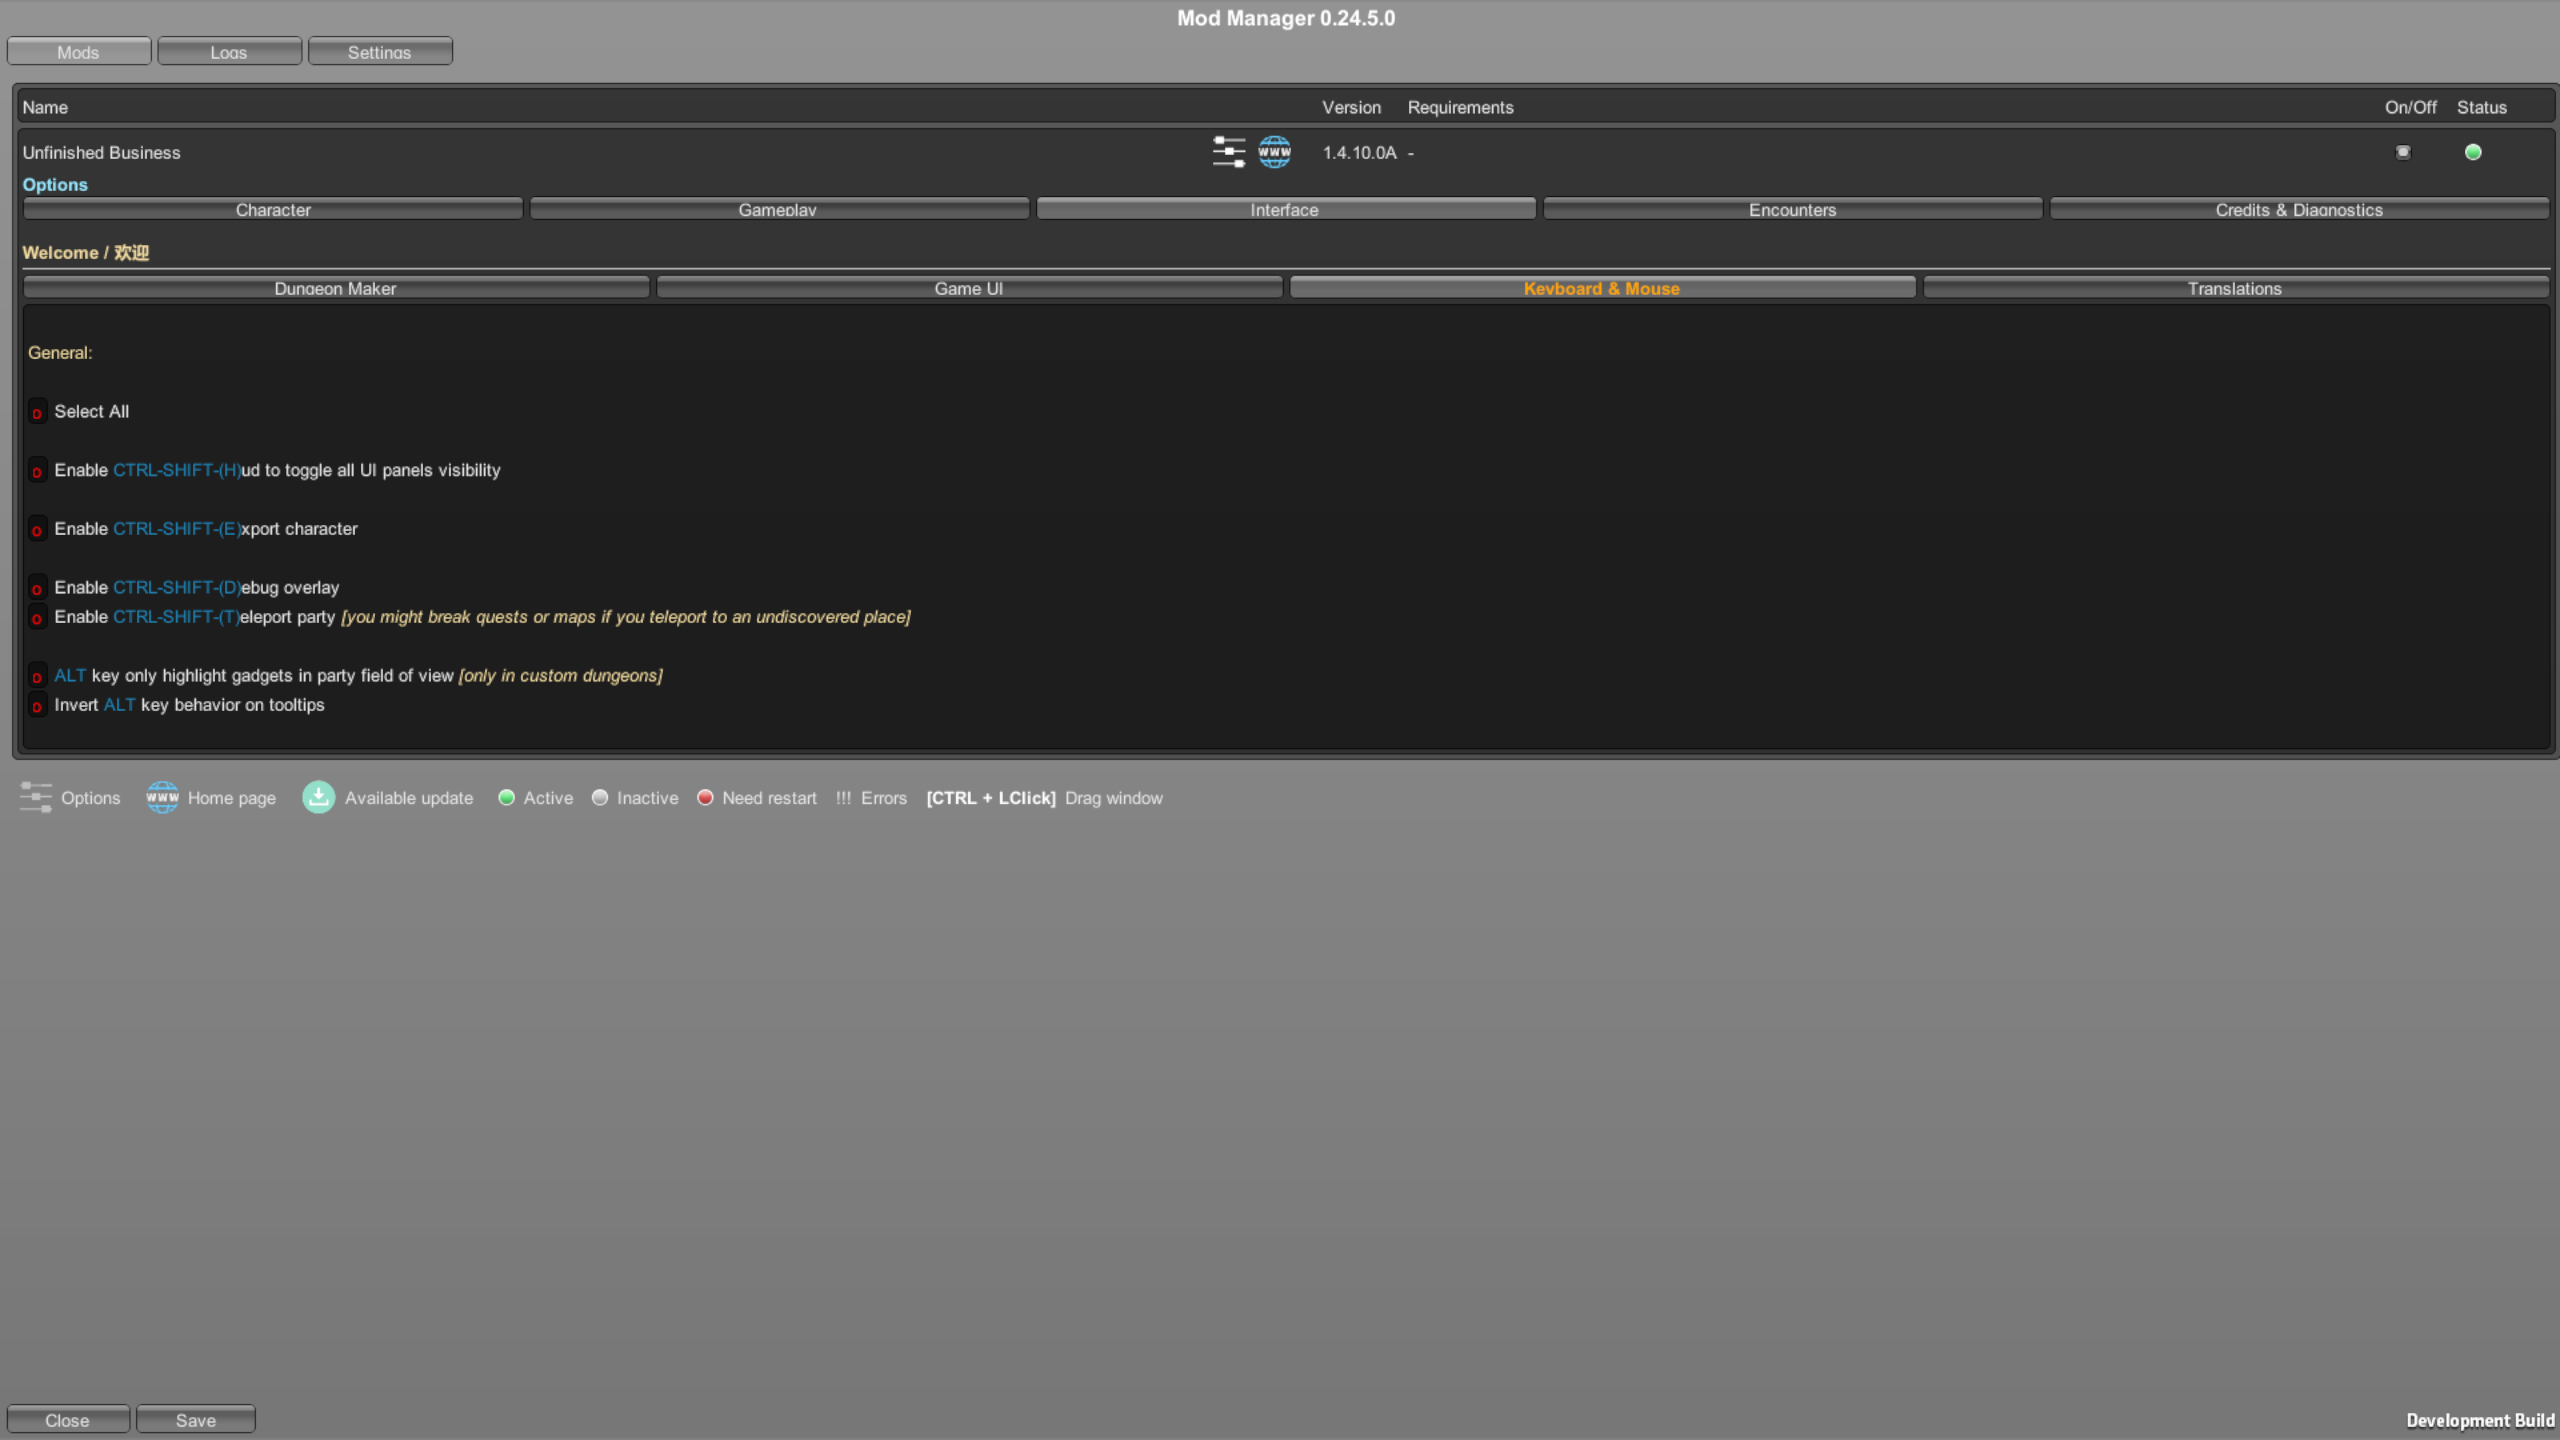 Mod Manager 0.24.5.0
Mods Logs Settings
Name Version Requirements On/Off Status
Unfinished Business WWW 1.4.10.0A -
Options
Character Gameplay Interface Encounters Credits & Diagnostics
Welcome / 欢迎
Dungeon Maker Game UI Keyboard & Mouse Translations
General:
Select All
Enable CTRL-SHIFT-(H)ud to toggle all UI panels visibility
Enable CTRL-SHIFT-(E)xport character
Enable CTRL-SHIFT-(D)ebug overlay
Enable CTRL-SHIFT-(T)eleport party [you might break quests or maps if you teleport to an undiscovered place]
ALT key only highlight gadgets in party field of view [only in custom dungeons]
Invert ALT key behavior on tooltips
Options WWW Home page Available update Active Inactive Need restart !!! Errors [CTRL + LClick] Drag window
Close Save Development Build